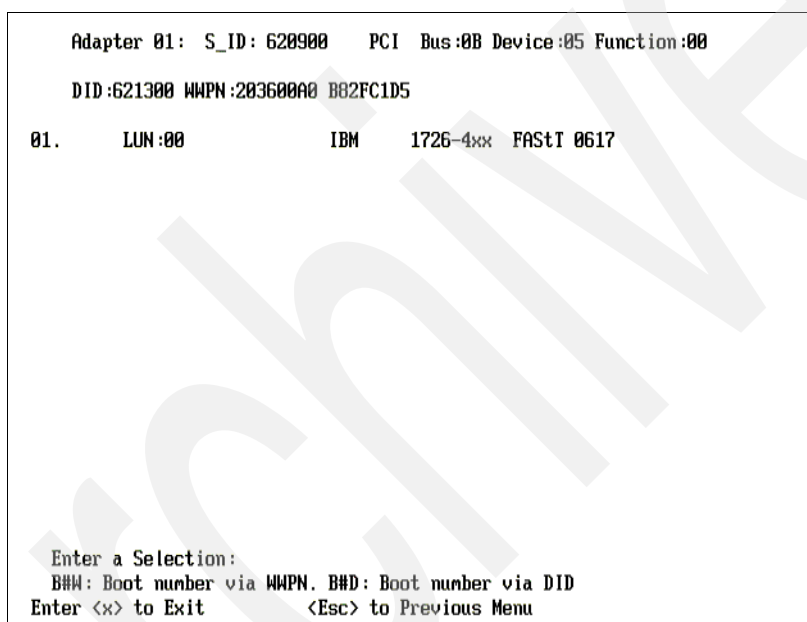 Adapter 01: S_ID: 620900 PCI Bus:0B Device:05 Function:00
DID:621300 WWPN:203600A0 B82FC1D5
01. LUN:00 IBM 1726-4xx FAStT 0617
Enter a Selection:
B#W: Boot number via WWPN. B#D: Boot number via DID
Enter <x> to Exit <Esc> to Previous Menu